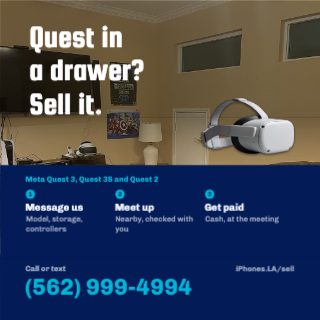 Quest in
a drawer?
Sell it.
Meta Quest 3, Quest 3S and Quest 2
1 2 3
Message us Meet up Get paid
Model, storage, Nearby, checked with Cash, at the meeting
controllers you
Call or text iPhones.LA/sell
(562) 999-4994